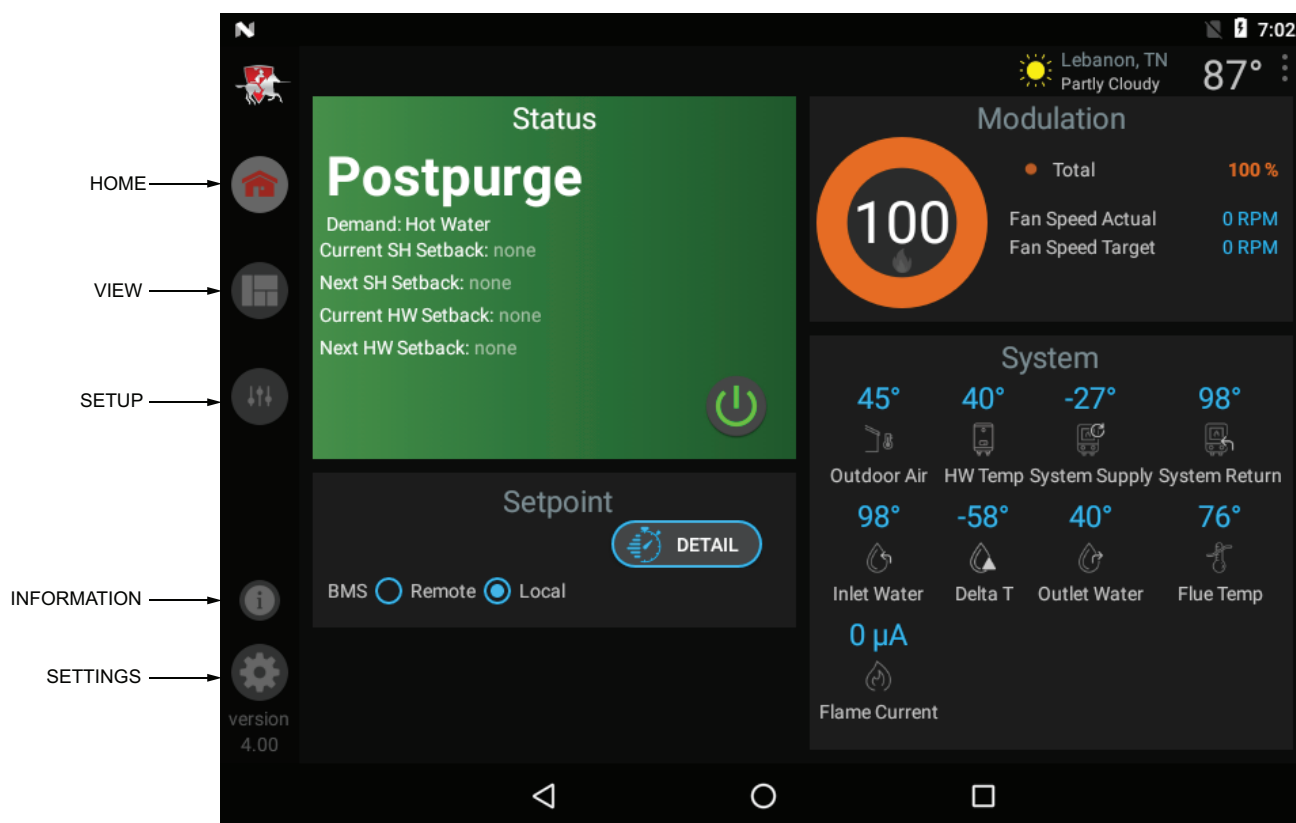 7:02
Lebanon, TN
Partly Cloudy
87°
HOME
VIEW
SETUP
INFORMATION
SETTINGS
version
4.00
Status
Postpurge
Demand: Hot Water
Current SH Setback: none
Next SH Setback: none
Current HW Setback: none
Next HW Setback: none
Setpoint
DETAIL
BMS Remote Local
Modulation
100
Total 100 %
Fan Speed Actual 0 RPM
Fan Speed Target 0 RPM
System
45° 40° -27° 98°
Outdoor Air HW Temp System Supply System Return
98° -58° 40° 76°
Inlet Water Delta T Outlet Water Flue Temp
0 µA
Flame Current